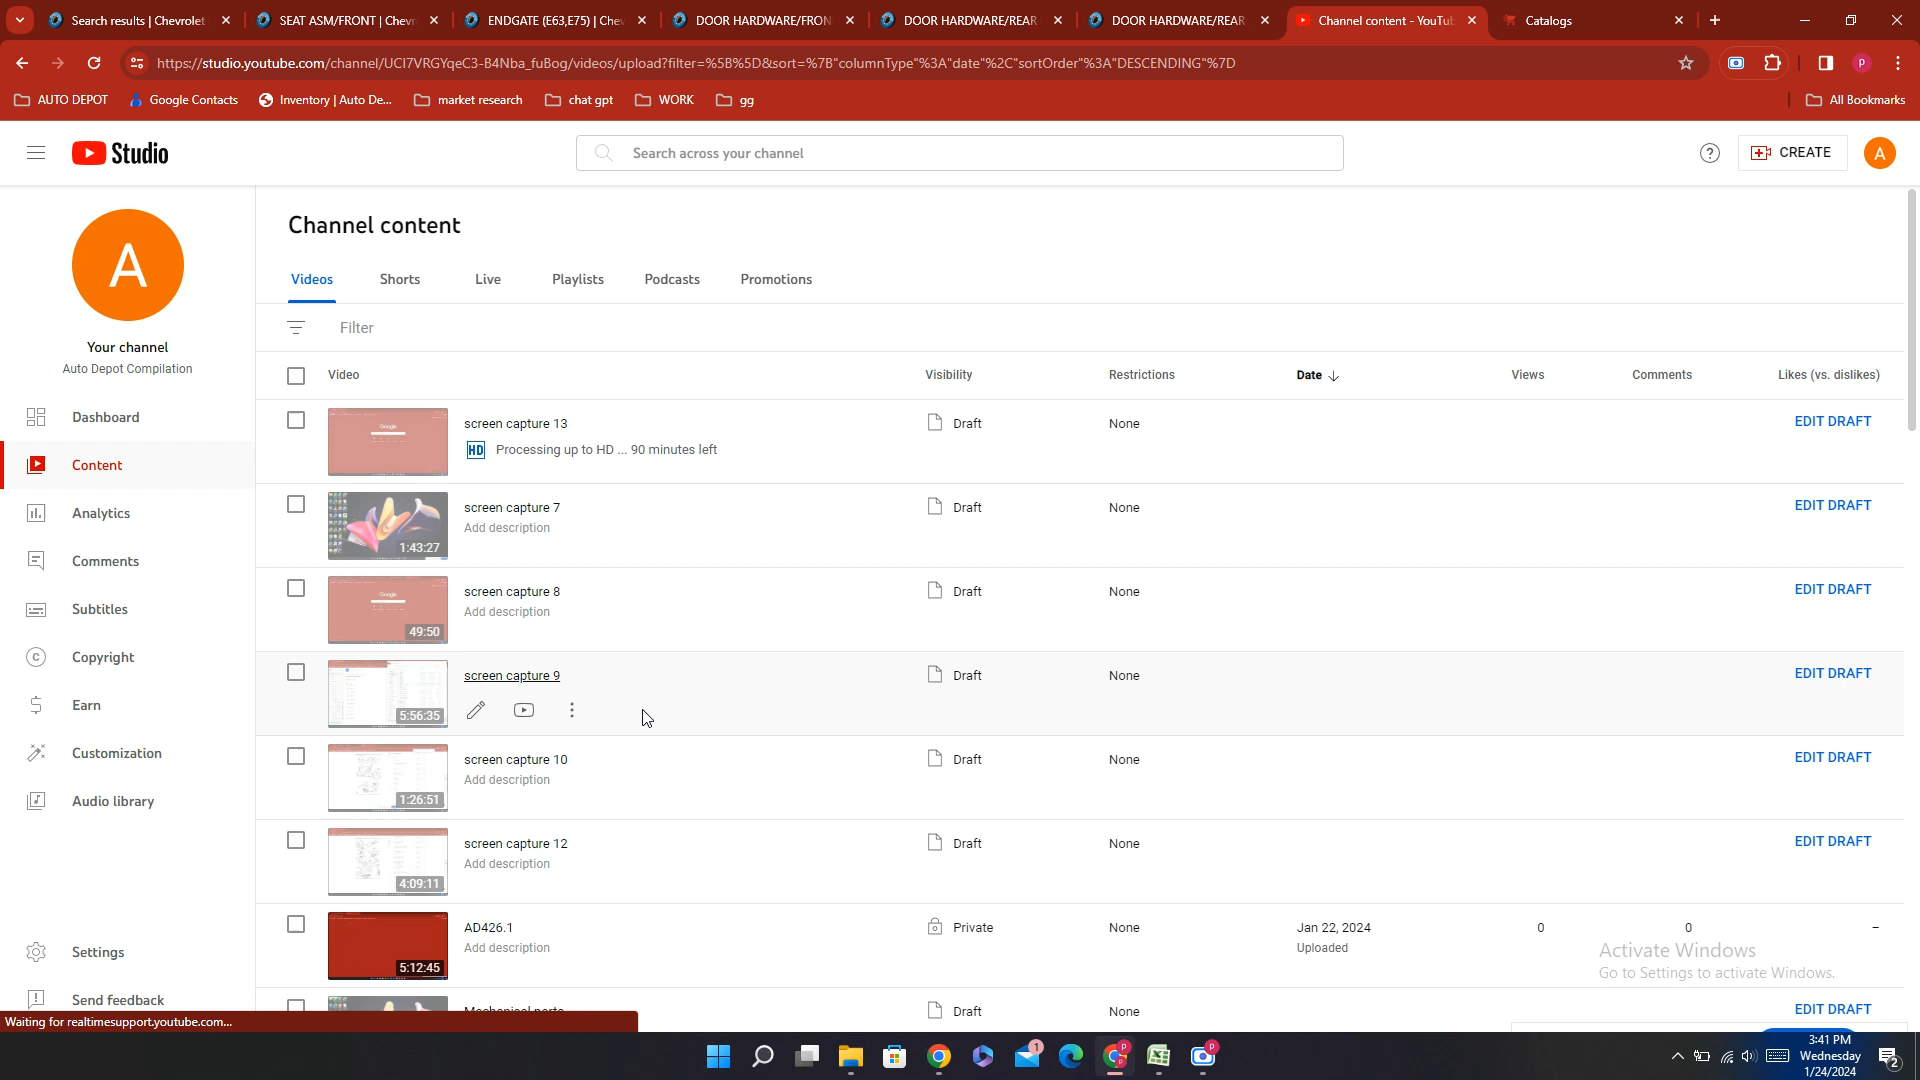 Search results | Chevrolet
SEAT ASM/FRONT | Chevr
ENDGATE (E63,E75) | Chev
DOOR HARDWARE/FRON
DOOR HARDWARE/REAR
DOOR HARDWARE/REAR
Channel content - YouTub
Catalogs
https://studio.youtube.com/channel/UCI7VRGYqeC3-B4Nba_fuBog/videos/upload?filter=%5B%5D&sort=%7B"columnType"%3A"date"%2C"sortOrder"%3A"DESCENDING"%7D
P
AUTO DEPOT
Google Contacts
Inventory | Auto De...
market research
chat gpt
WORK
gg
All Bookmarks
Studio
Search across your channel
CREATE
A
A
Your channel
Auto Depot Compilation
Dashboard
Content
Analytics
Comments
Subtitles
Copyright
Earn
Customization
Audio library
Settings
Send feedback
Channel content
Videos Shorts Live Playlists Podcasts Promotions
Filter
Video Visibility Restrictions Date Views Comments Likes (vs. dislikes)
Google
screen capture 13 Draft None EDIT DRAFT
HD Processing up to HD ... 90 minutes left
screen capture 7 Draft None EDIT DRAFT
Add description
1:43:27
Google
screen capture 8 Draft None EDIT DRAFT
Add description
49:50
screen capture 9 Draft None EDIT DRAFT
5:56:35
screen capture 10 Draft None EDIT DRAFT
Add description
1:26:51
screen capture 12 Draft None EDIT DRAFT
Add description
4:09:11
AD426.1 Private None Jan 22, 2024 0 0 –
Add description Uploaded
5:12:45
Mechanical parts Draft None EDIT DRAFT
Activate Windows
Go to Settings to activate Windows.
Waiting for realtimesupport.youtube.com...
1
P
P
3:41 PM
Wednesday
1/24/2024
2